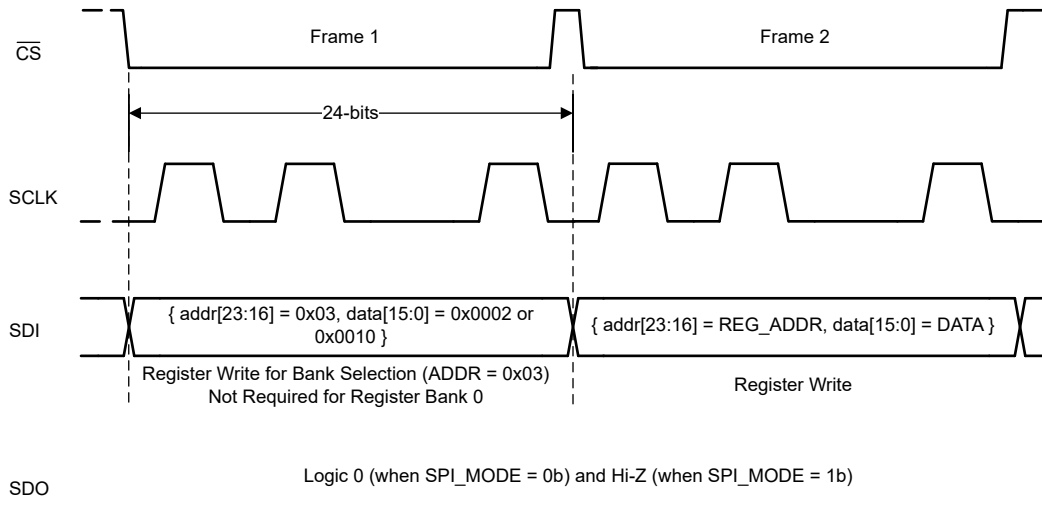 Frame 1
Frame 2
CS
24-bits
SCLK
{ addr[23:16] = 0x03, data[15:0] = 0x0002 or
0x0010 }
{ addr[23:16] = REG_ADDR, data[15:0] = DATA }
SDI
Register Write for Bank Selection (ADDR = 0x03)
Not Required for Register Bank 0
Register Write
Logic 0 (when SPI_MODE = 0b) and Hi-Z (when SPI_MODE = 1b)
SDO